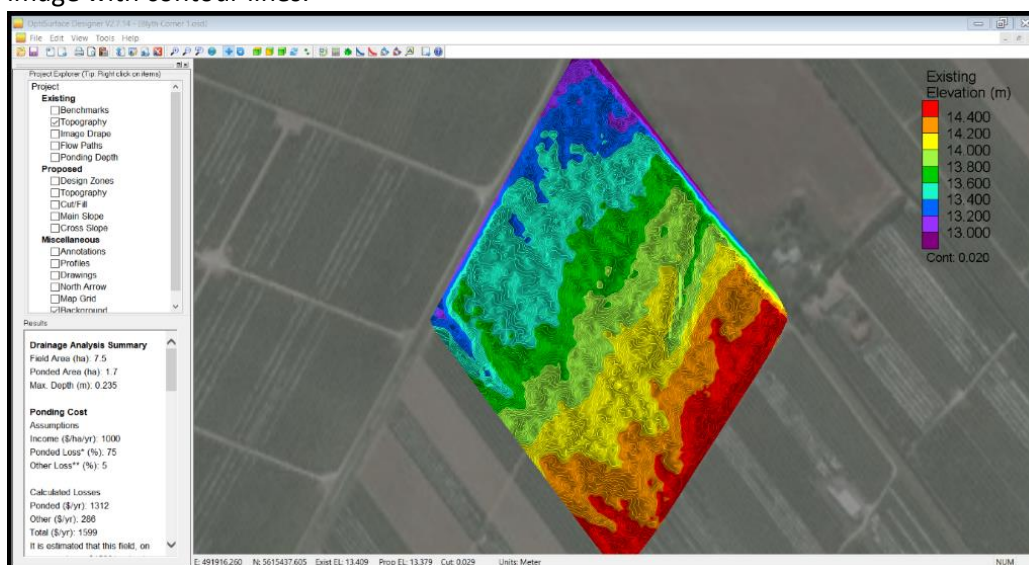 image with contour lines.
OptiSurface Designer V2.7.14 - [Blyth Corner 1.osd]
File Edit View Tools Help
Project Explorer (Tip: Right click on items)
Project
Existing
Benchmarks
Topography
Image Drape
Flow Paths
Ponding Depth
Proposed
Design Zones
Topography
Cut/Fill
Main Slope
Cross Slope
Miscellaneous
Annotations
Profiles
Drawings
North Arrow
Map Grid
Background
Results
Drainage Analysis Summary
Field Area (ha): 7.5
Ponded Area (ha): 1.7
Max. Depth (m): 0.235
Ponding Cost
Assumptions
Income ($/ha/yr): 1000
Ponded Loss* (%): 75
Other Loss** (%): 5
Calculated Losses
Ponded ($/yr): 1312
Other ($/yr): 286
Total ($/yr): 1599
It is estimated that this field, on
Existing
Elevation (m)
14.400
14.200
14.000
13.800
13.600
13.400
13.200
13.000
Cont: 0.020
E: 491916.260 N: 5615437.605 Exist EL: 13.409 Prop EL: 13.379 Cut: 0.029 Units: Meter NUM